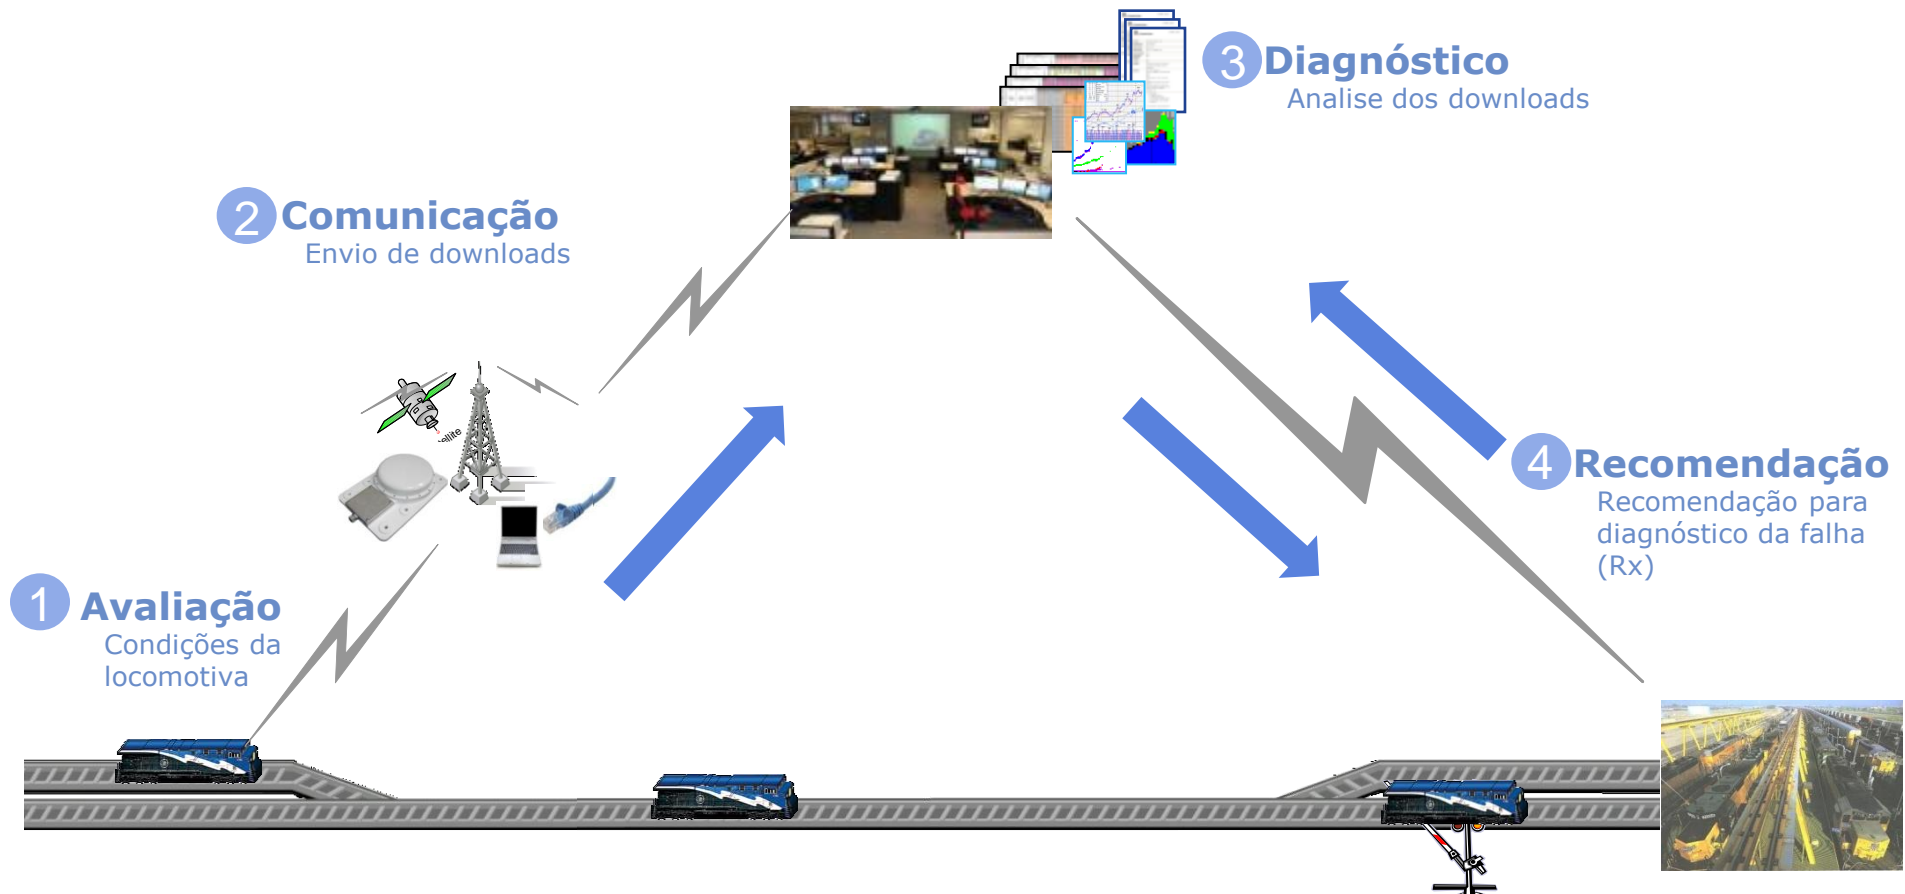 3 Diagnóstico
Analise dos downloads
2 Comunicação
Envio de downloads
4 Recomendação
Recomendação para
diagnóstico da falha
(Rx)
1 Avaliação
Condições da
locomotiva